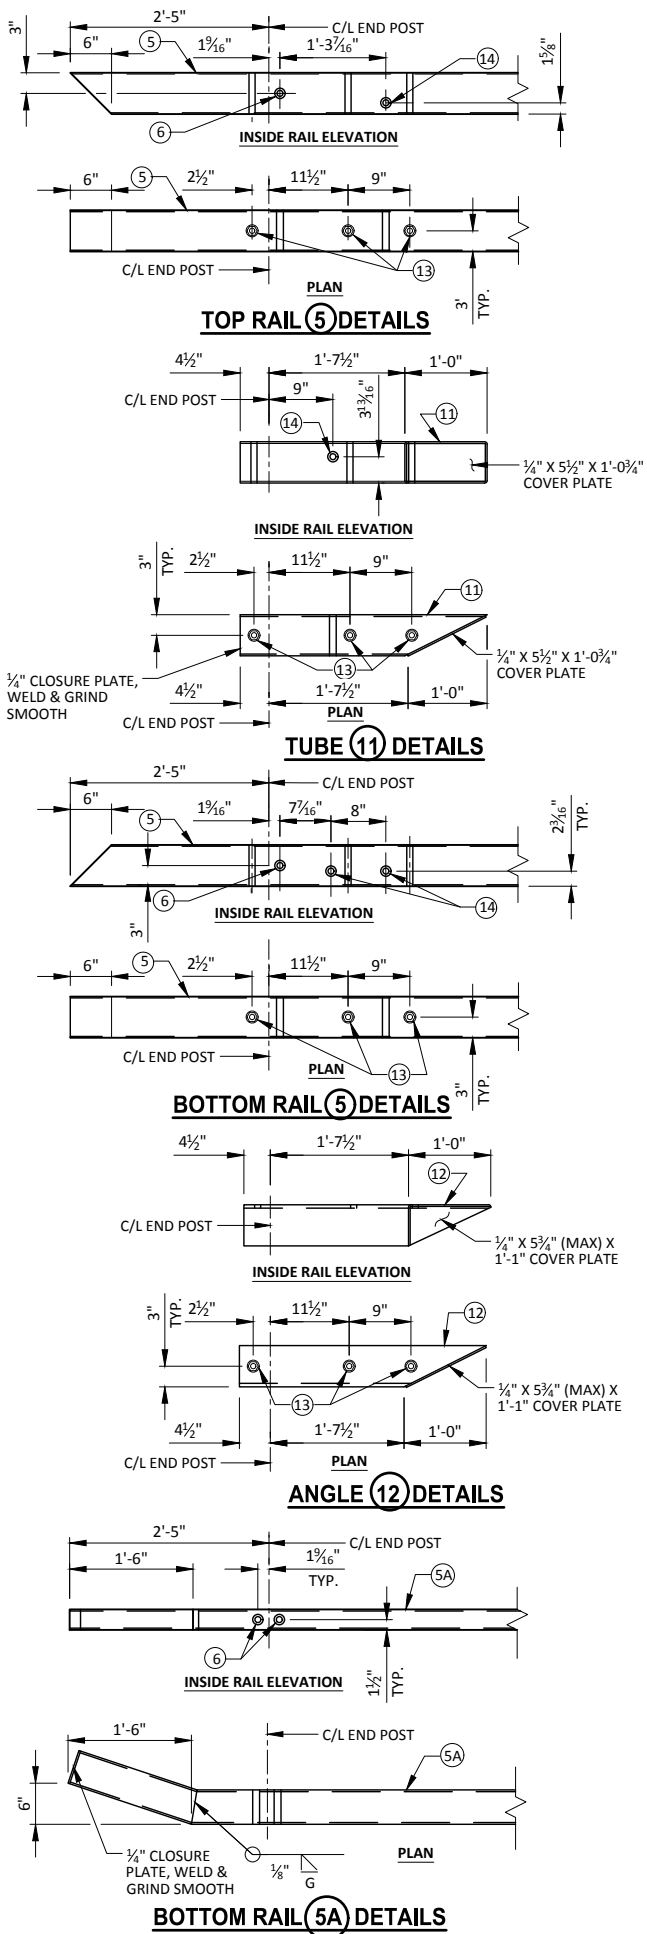 2'-5"
C/L END POST
3"
6"
5
1 9/16"
1'-3 7/16"
14
1 5/8"
6
INSIDE RAIL ELEVATION
6"
5
2½"
11½"
9"
C/L END POST
13
PLAN
3'
TYP.
TOP RAIL 5 DETAILS
4½"
1'-7½"
1'-0"
C/L END POST
9"
3 13/16"
14
11
¼" X 5½" X 1'-0¾"
COVER PLATE
INSIDE RAIL ELEVATION
3"
TYP.
2½"
11½"
9"
11
13
¼" X 5½" X 1'-0¾"
COVER PLATE
¼" CLOSURE PLATE,
WELD & GRIND
SMOOTH
4½"
1'-7½"
1'-0"
C/L END POST
PLAN
TUBE 11 DETAILS
2'-5"
C/L END POST
6"
5
1 9/16"
7 7/16"
8"
2 3/16"
TYP.
6
14
3"
INSIDE RAIL ELEVATION
6"
5
2½"
11½"
9"
C/L END POST
PLAN
13
3"
TYP.
BOTTOM RAIL 5 DETAILS
4½"
1'-7½"
1'-0"
12
C/L END POST
¼" X 5¾" (MAX) X
1'-1" COVER PLATE
INSIDE RAIL ELEVATION
3"
TYP.
2½"
11½"
9"
12
13
¼" X 5¾" (MAX) X
1'-1" COVER PLATE
4½"
1'-7½"
1'-0"
C/L END POST
PLAN
ANGLE 12 DETAILS
2'-5"
C/L END POST
1'-6"
1 9/16"
TYP.
5A
6
INSIDE RAIL ELEVATION
1½"
TYP.
1'-6"
C/L END POST
5A
6"
¼" CLOSURE
PLATE, WELD &
GRIND SMOOTH
⅛"
G
PLAN
BOTTOM RAIL 5A DETAILS